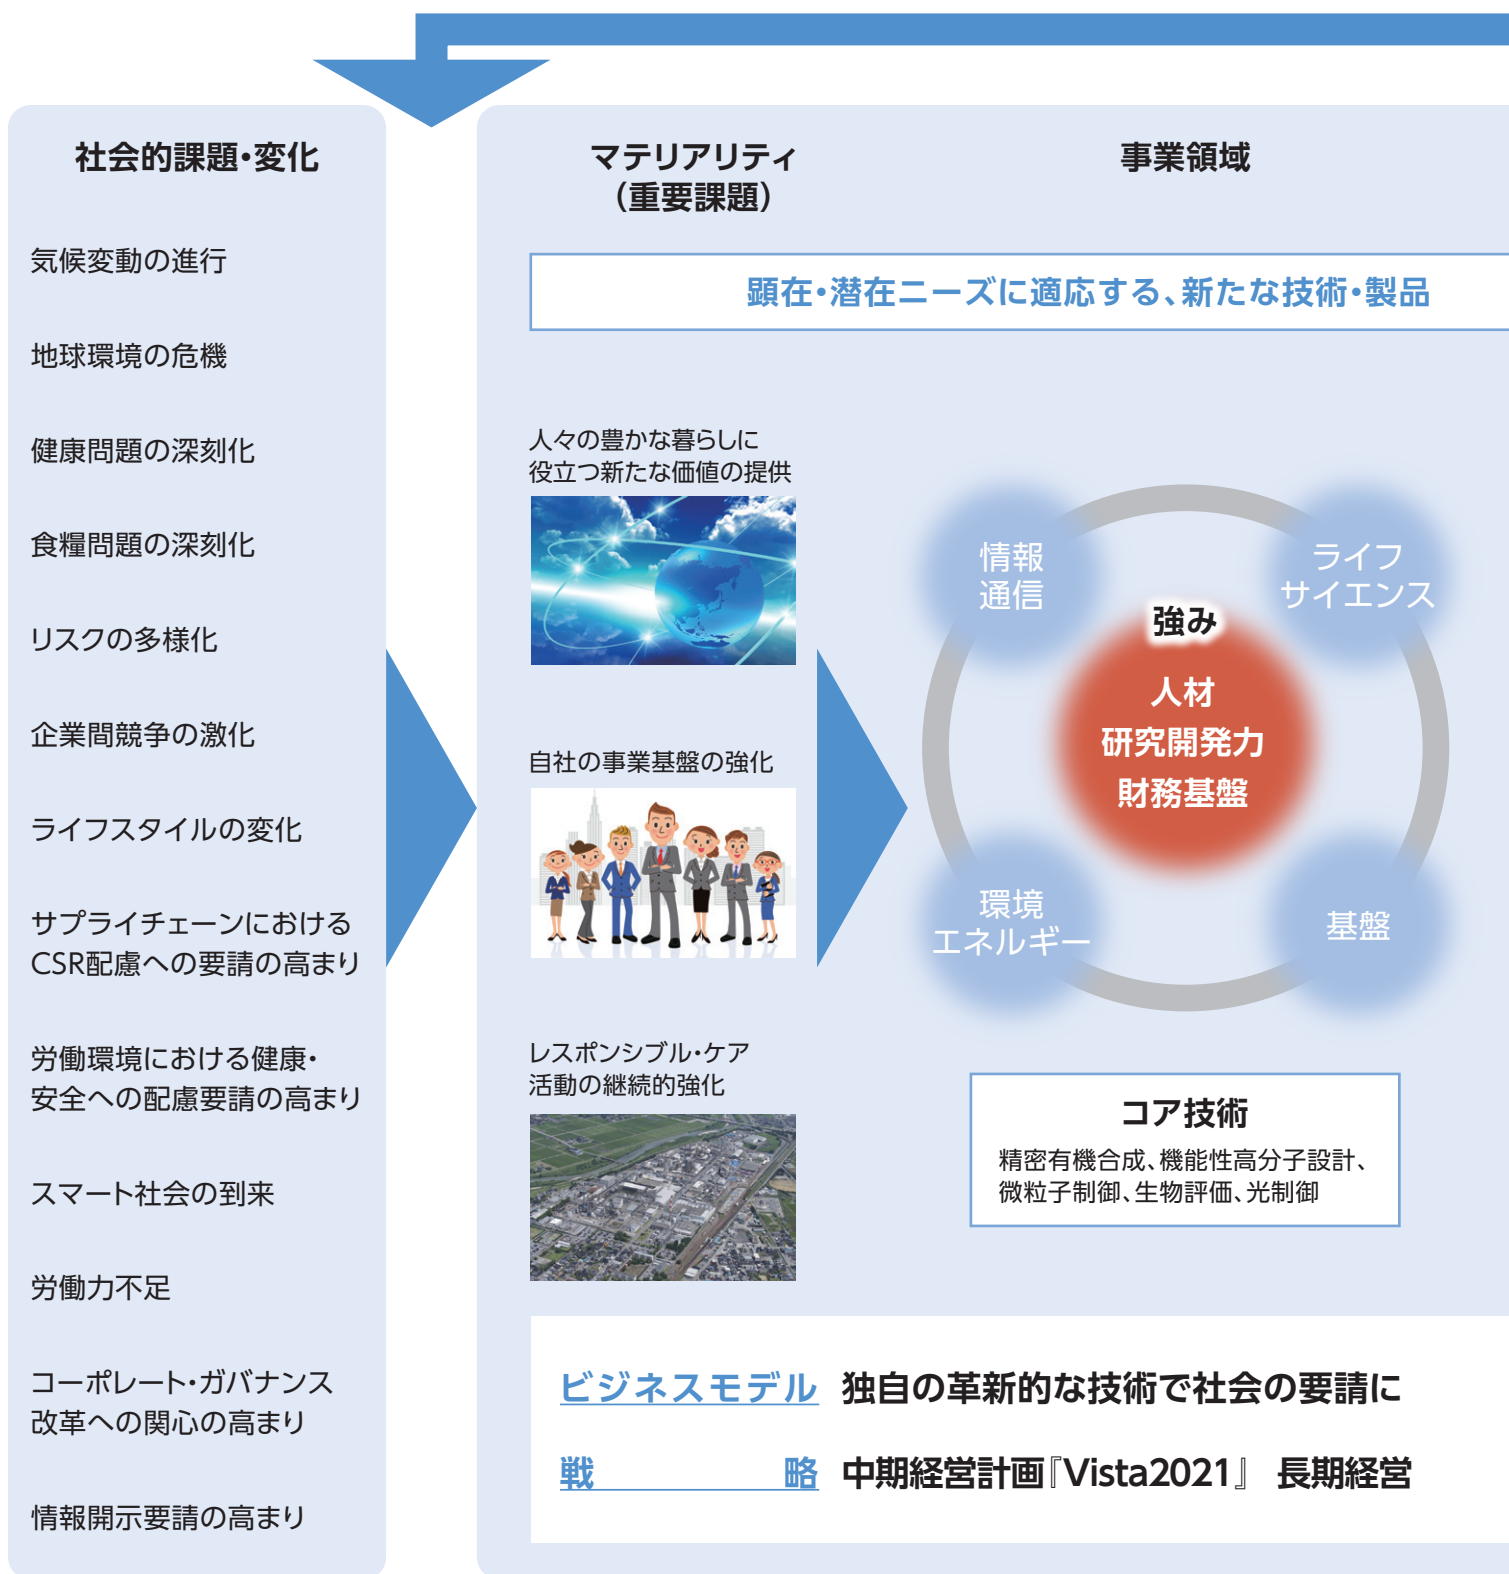 社会的課題・変化
気候変動の進行
地球環境の危機
健康問題の深刻化
食糧問題の深刻化
リスクの多様化
企業間競争の激化
ライフスタイルの変化
サプライチェーンにおける
CSR配慮への要請の高まり
労働環境における健康・
安全への配慮要請の高まり
スマート社会の到来
労働力不足
コーポレート・ガバナンス
改革への関心の高まり
情報開示要請の高まり
マテリアリティ
（重要課題）
事業領域
顕在・潜在ニーズに適応する、新たな技術・製品
人々の豊かな暮らしに
役立つ新たな価値の提供
自社の事業基盤の強化
レスポンシブル・ケア
活動の継続的強化
情報
通信
ライフ
サイエンス
強み
人材
研究開発力
財務基盤
環境
エネルギー
基盤
コア技術
精密有機合成、機能性高分子設計、
微粒子制御、生物評価、光制御
ビジネスモデル 独自の革新的な技術で社会の要請に
戦略 中期経営計画『Vista2021』 長期経営